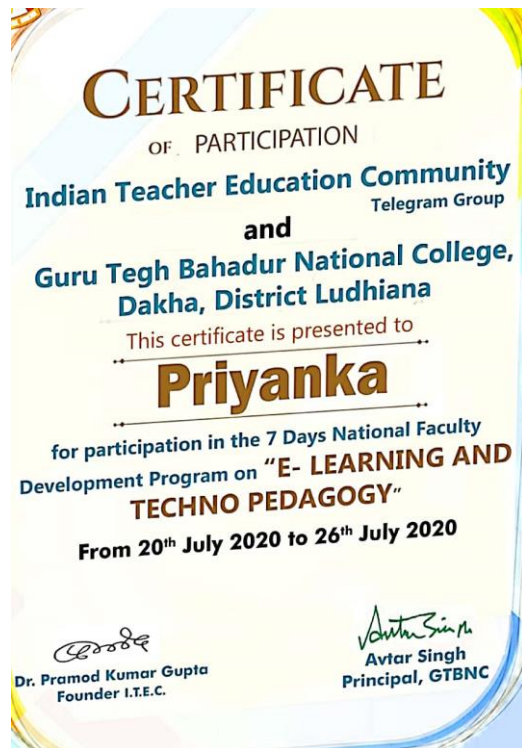 CERTIFICATE
OF PARTICIPATION
Indian Teacher Education Community
Telegram Group
and
Guru Tegh Bahadur National College,
Dakha, District Ludhiana
This certificate is presented to
Priyanka
for participation in the 7 Days National Faculty
Development Program on "E- LEARNING AND
TECHNO PEDAGOGY"
From 20th July 2020 to 26th July 2020
Avtar Singh
Dr. Pramod Kumar Gupta
Founder I.T.E.C.
Avtar Singh
Principal, GTBNC